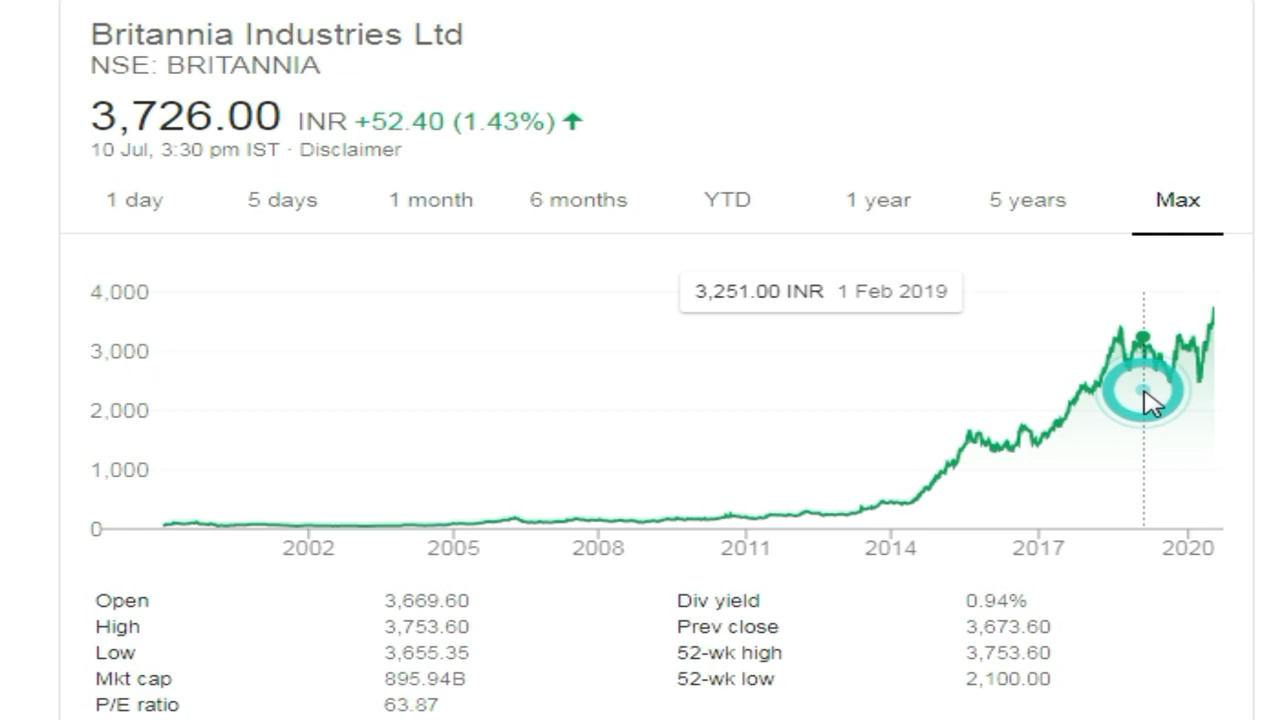 Britannia Industries Ltd
NSE: BRITANNIA
3,726.00 INR +52.40 (1.43%)
10 Jul, 3:30 pm IST · Disclaimer
1 day 5 days 1 month 6 months YTD 1 year 5 years Max
3,251.00 INR 1 Feb 2019
4,000
3,000
2,000
1,000
0
2002 2005 2008 2011 2014 2017 2020
Open 3,669.60 Div yield 0.94%
High 3,753.60 Prev close 3,673.60
Low 3,655.35 52-wk high 3,753.60
Mkt cap 895.94B 52-wk low 2,100.00
P/E ratio 63.87